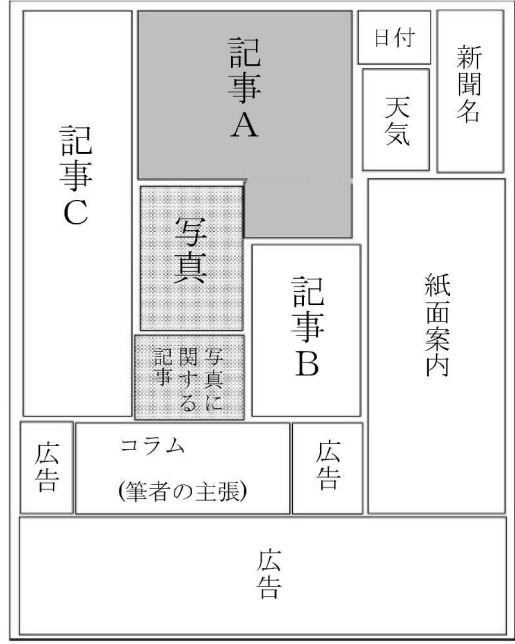 新聞名
日付
天気
紙面案内
記事A
記事B
写真
写真に
関する
記事
記事C
広告
コラム
(筆者の主張)
広告
広告